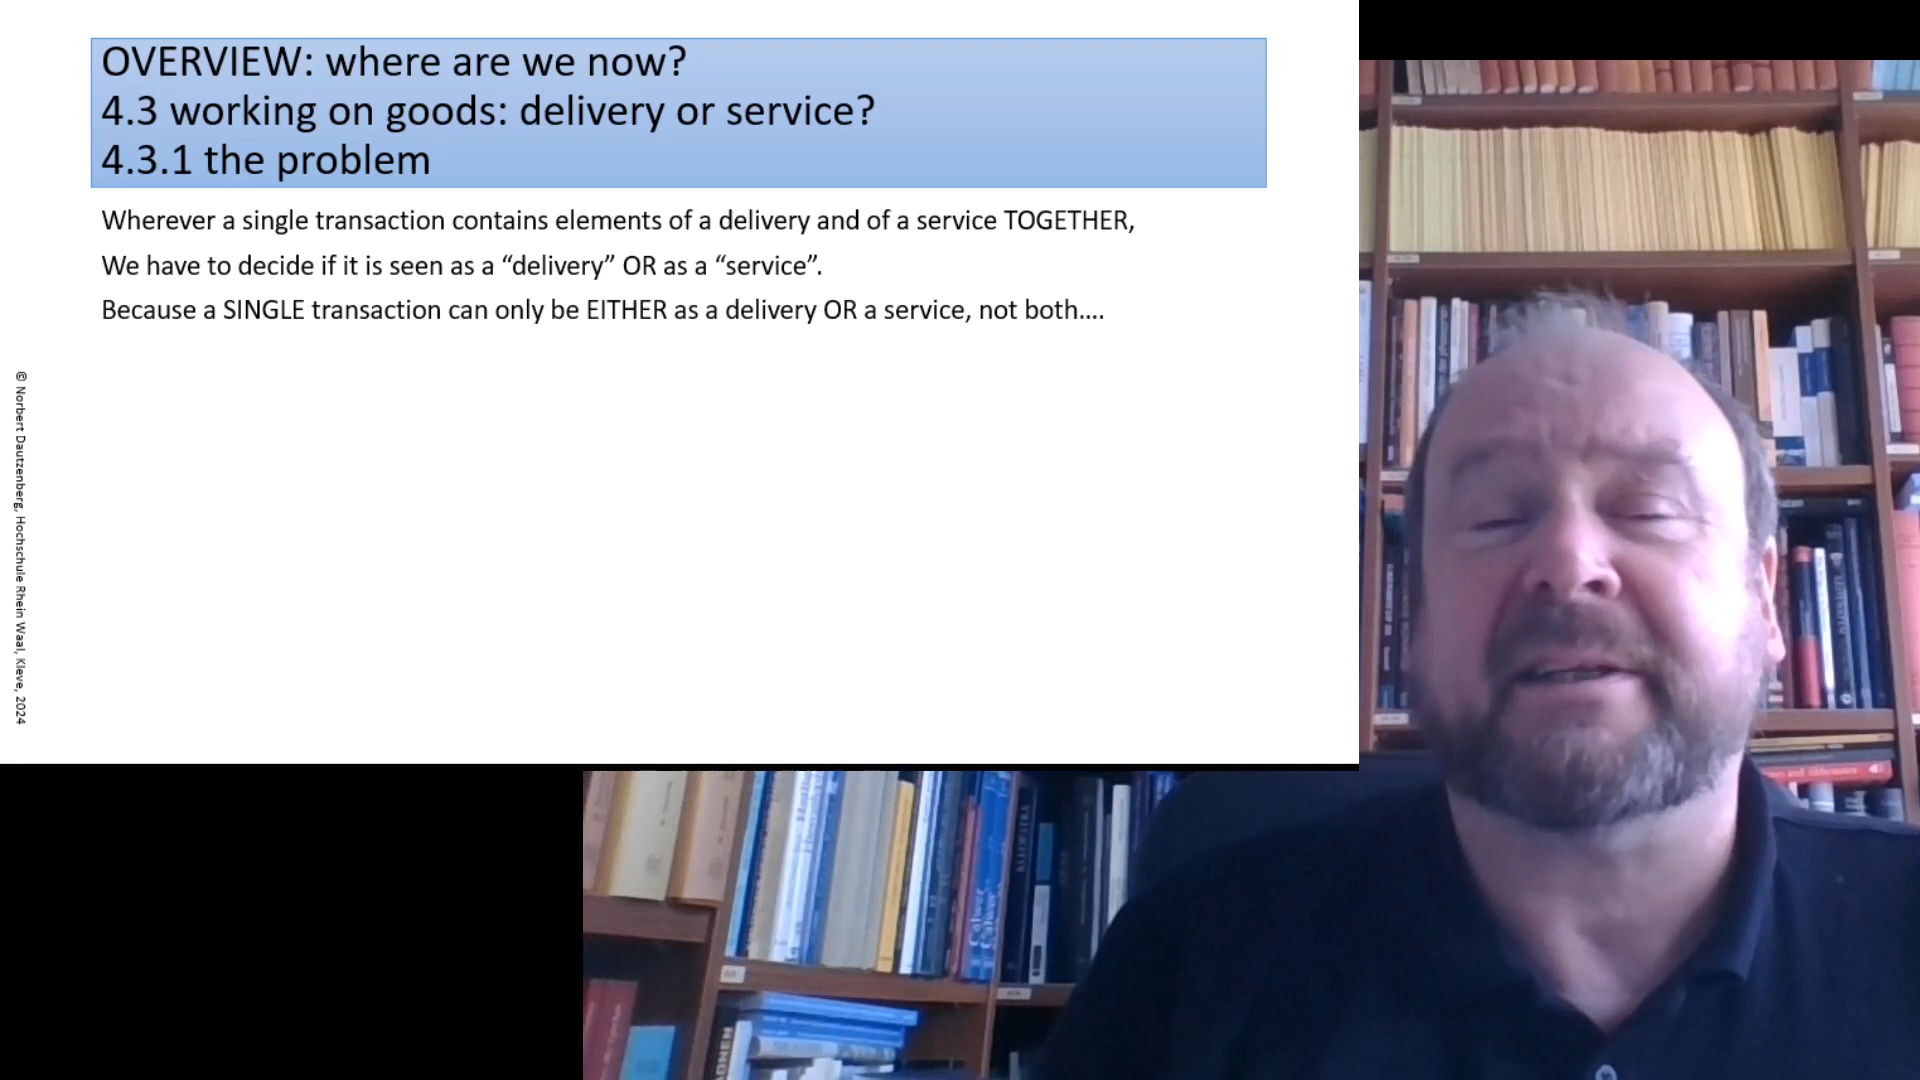 OVERVIEW: where are we now?
4.3 working on goods: delivery or service?
4.3.1 the problem
Wherever a single transaction contains elements of a delivery and of a service TOGETHER,
We have to decide if it is seen as a “delivery” OR as a “service”.
Because a SINGLE transaction can only be EITHER as a delivery OR a service, not both....
© Norbert Dautzenberg, Hochschule Rhein Waal, Kleve, 2024
Calwer
Calwer